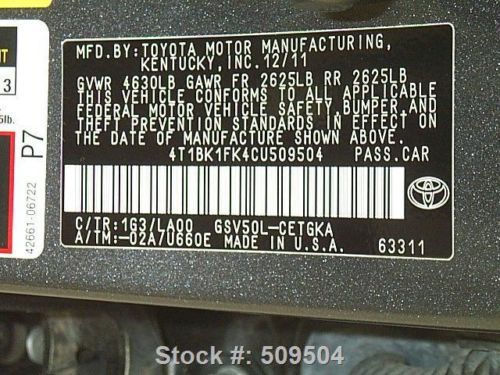 MFD.BY:TOYOTA MOTOR MANUFACTURING,
KENTUCKY, INC.12/11
GVWR 4630LB GAWR FR 2625LB RR 2625LB
THIS VEHICLE CONFORMS TO ALL APPLICABLE
FEDERAL MOTOR VEHICLE SAFETY, BUMPER, AND
THEFT PREVENTION STANDARDS IN EFFECT ON THE
DATE OF MANUFACTURE SHOWN ABOVE.
4T1BK1FK4CU509504 PASS.CAR
C/TR:1G3/LA00 GSV50L-CETGKA
A/TM:-02A/U660E MADE IN U.S.A. 63311
P7
42661-06722
3
Stock #: 509504